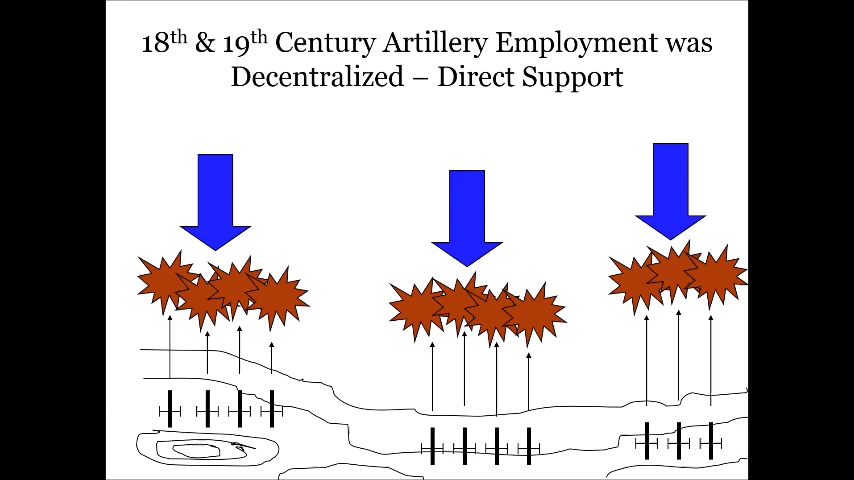 18th & 19th Century Artillery Employment was
Decentralized – Direct Support